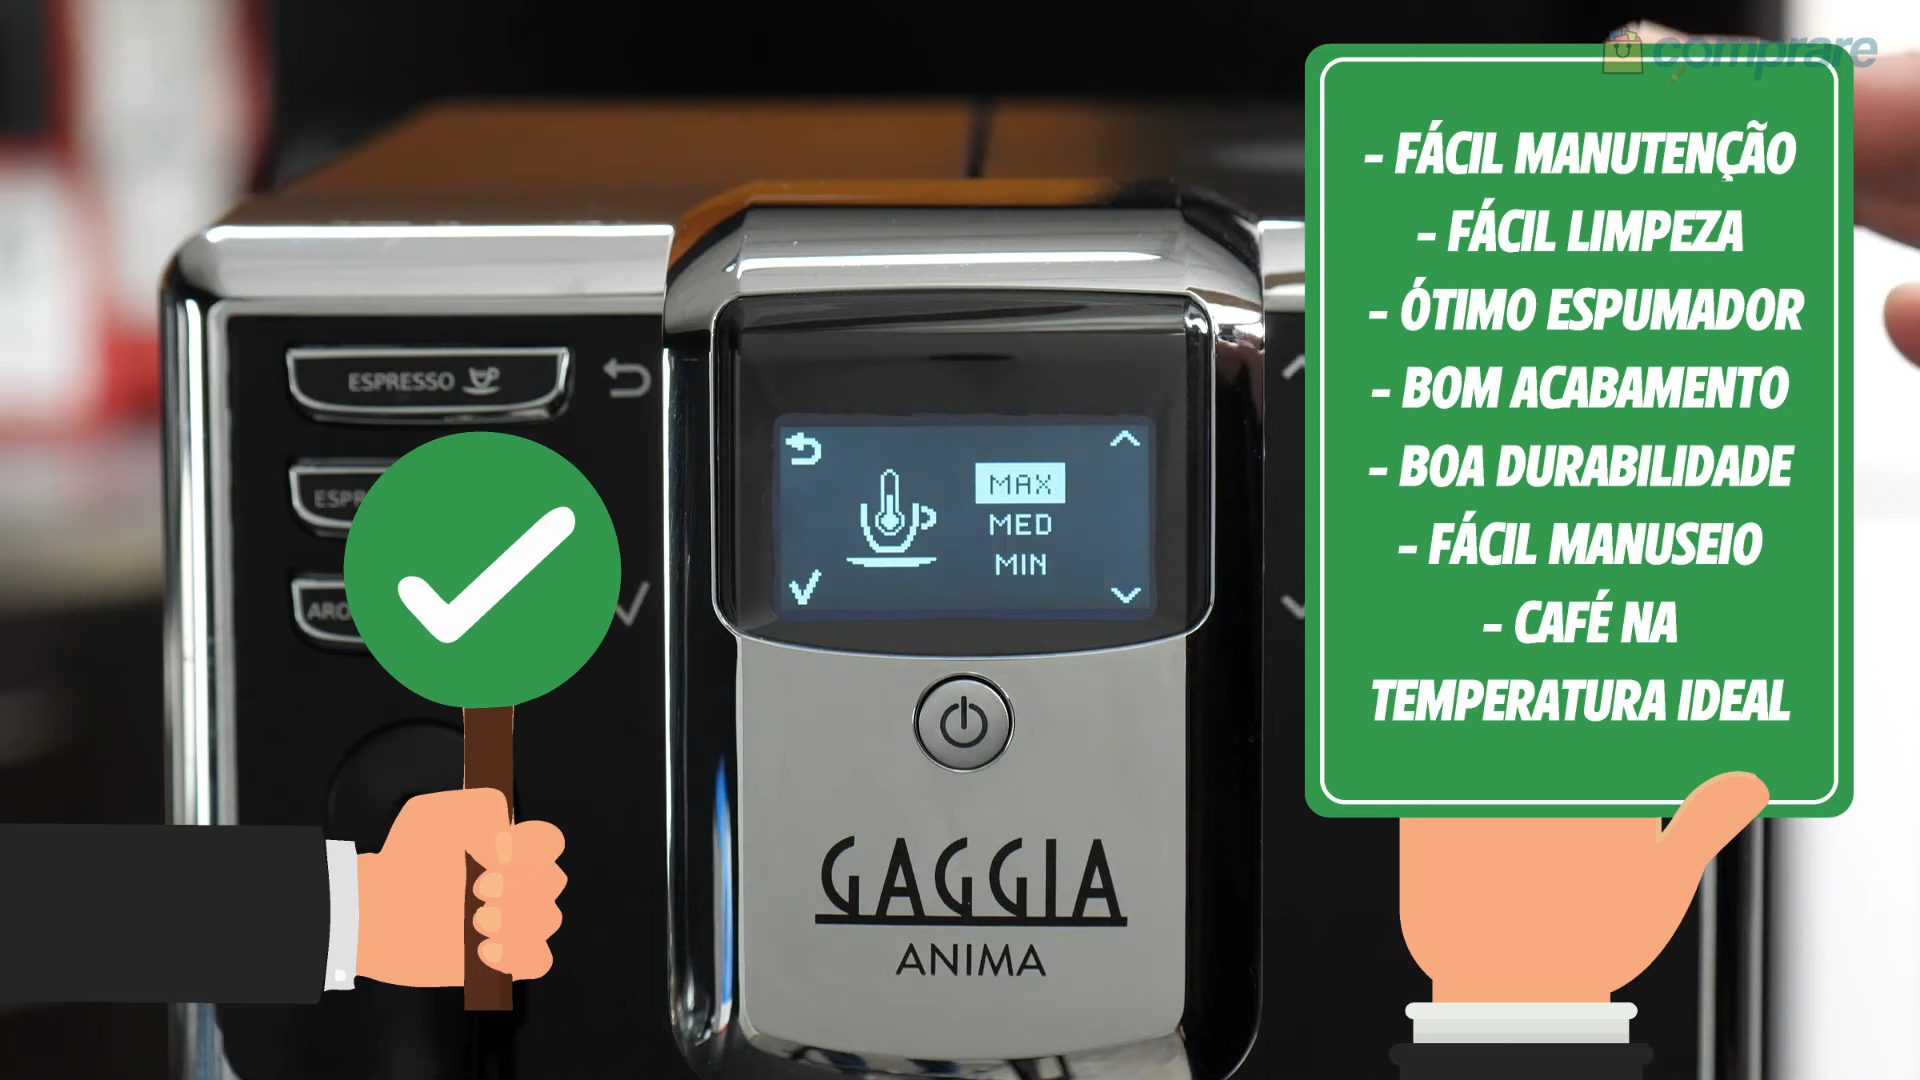 comprare
- FÁCIL MANUTENÇÃO
- FÁCIL LIMPEZA
- ÓTIMO ESPUMADOR
- BOM ACABAMENTO
- BOA DURABILIDADE
- FÁCIL MANUSEIO
- CAFÉ NA
TEMPERATURA IDEAL
ESPRESSO
MAX
MED
MIN
GAGGIA
ANIMA